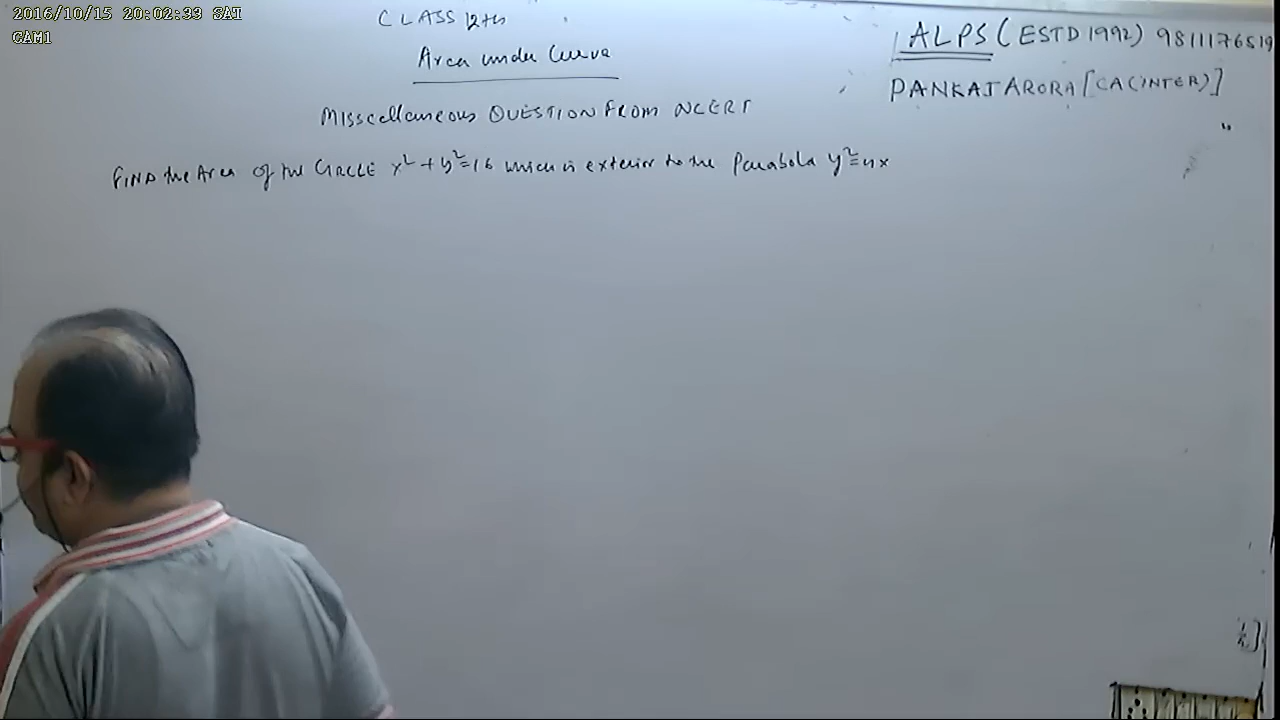 2016/10/15 20:02:33 SAT
CAM1
CLASS 12th
Area under Curve
ALPS (ESTD 1992) 9811176519
PANKAJ ARORA [CA(INTER)]
MISscellaneous QUESTION FROM NCERT
FIND the Area of the CIRCLE x²+y²=16 which is exterior to the Parabola y²=4x